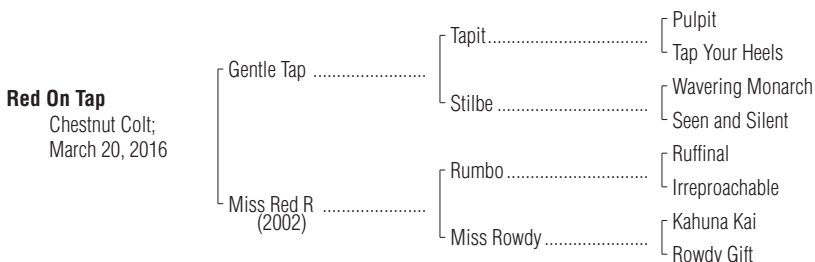 Pulpit
Tapit..........................................
Tap Your Heels
Gentle Tap .............................
Wavering Monarch
Stilbe ........................................
Seen and Silent
Red On Tap
Chestnut Colt;
March 20, 2016
Ruffinal
Rumbo ......................................
Irreproachable
Miss Red R ...........................
(2002)
Kahuna Kai
Miss Rowdy ............................
Rowdy Gift